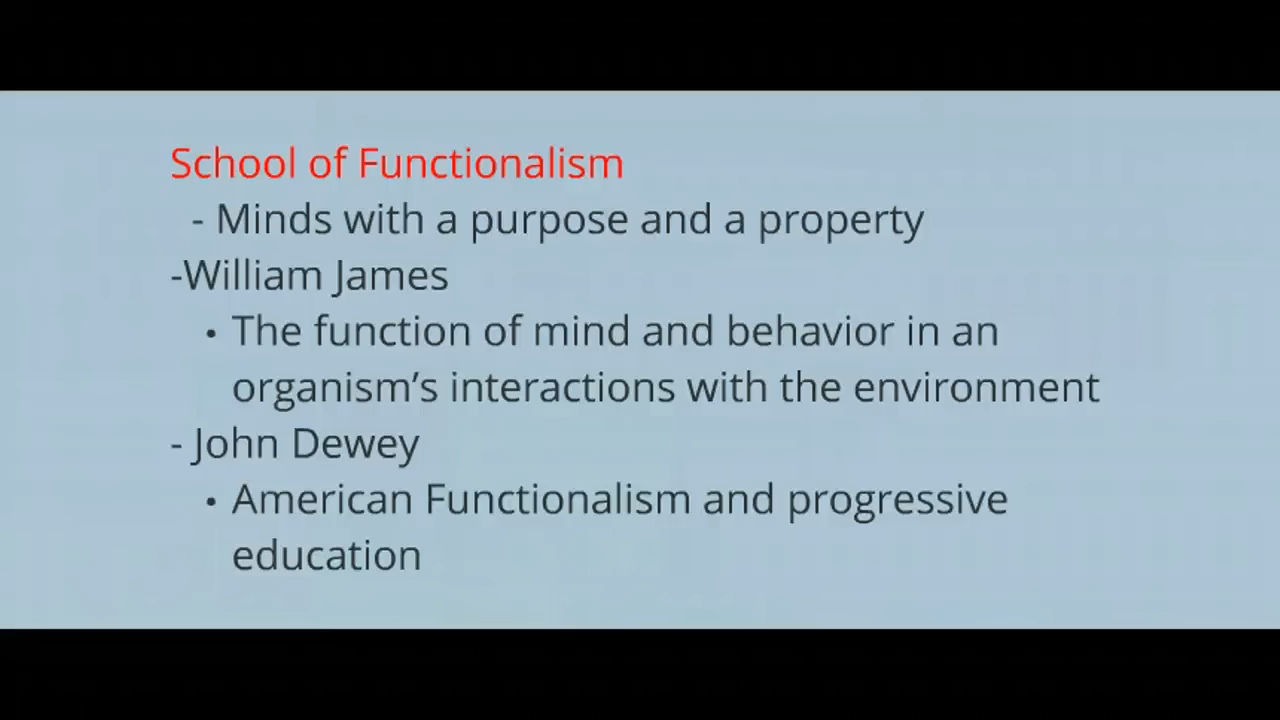 School of Functionalism
- Minds with a purpose and a property
-William James
• The function of mind and behavior in an
organism’s interactions with the environment
- John Dewey
• American Functionalism and progressive
education